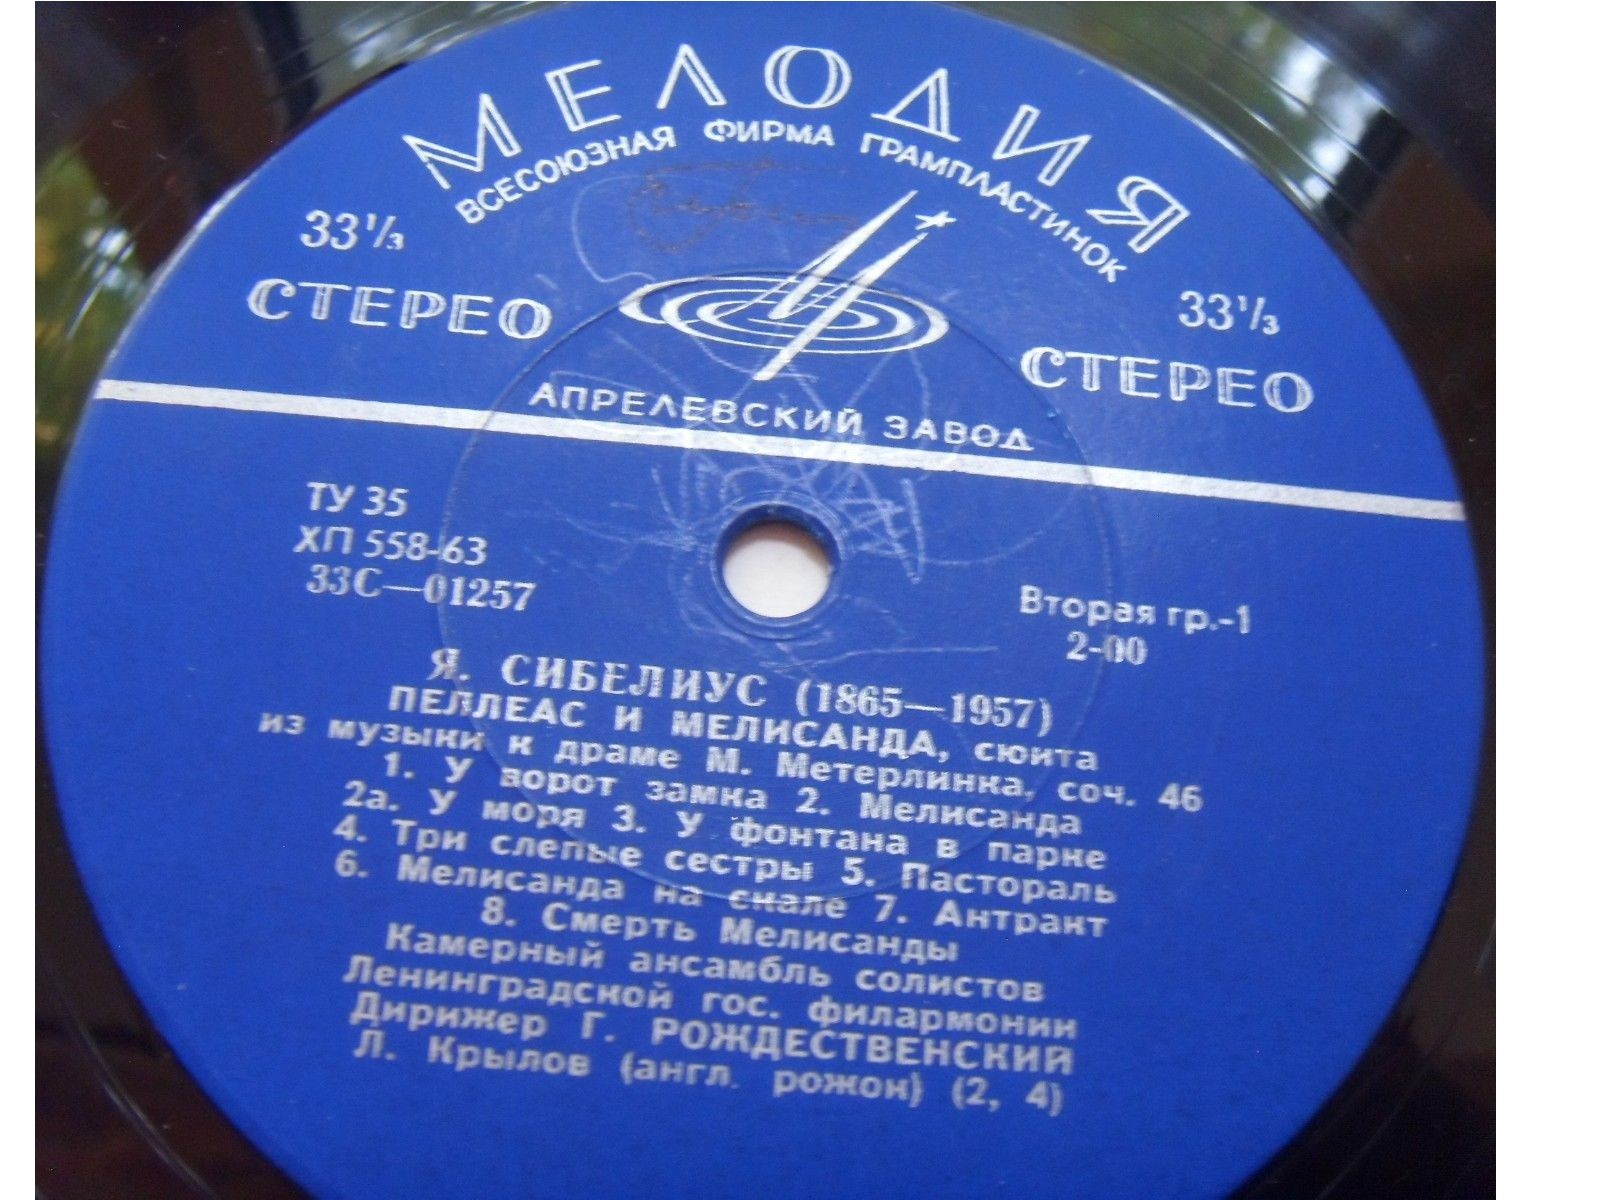 МЕЛОДИЯ
ВСЕСОЮЗНАЯ ФИРМА ГРАМПЛАСТИНОК
33⅓
33⅓
СТЕРЕО
СТЕРЕО
АПРЕЛЕВСКИЙ ЗАВОД
ТУ 35
ХП 558-63
33С—01257
Вторая гр.-1
2-00
Я. СИБЕЛИУС (1865—1957)
ПЕЛЛЕАС И МЕЛИСАНДА, сюита
из музыки к драме М. Метерлинка, соч. 46
1. У ворот замка 2. Мелисанда
2а. У моря 3. У фонтана в парке
4. Три слепые сестры 5. Пастораль
6. Мелисанда на скале 7. Антракт
8. Смерть Мелисанды
Камерный ансамбль солистов
Ленинградской гос. филармонии
Дирижер Г. РОЖДЕСТВЕНСКИЙ
Л. Крылов (англ. рожок) (2, 4)